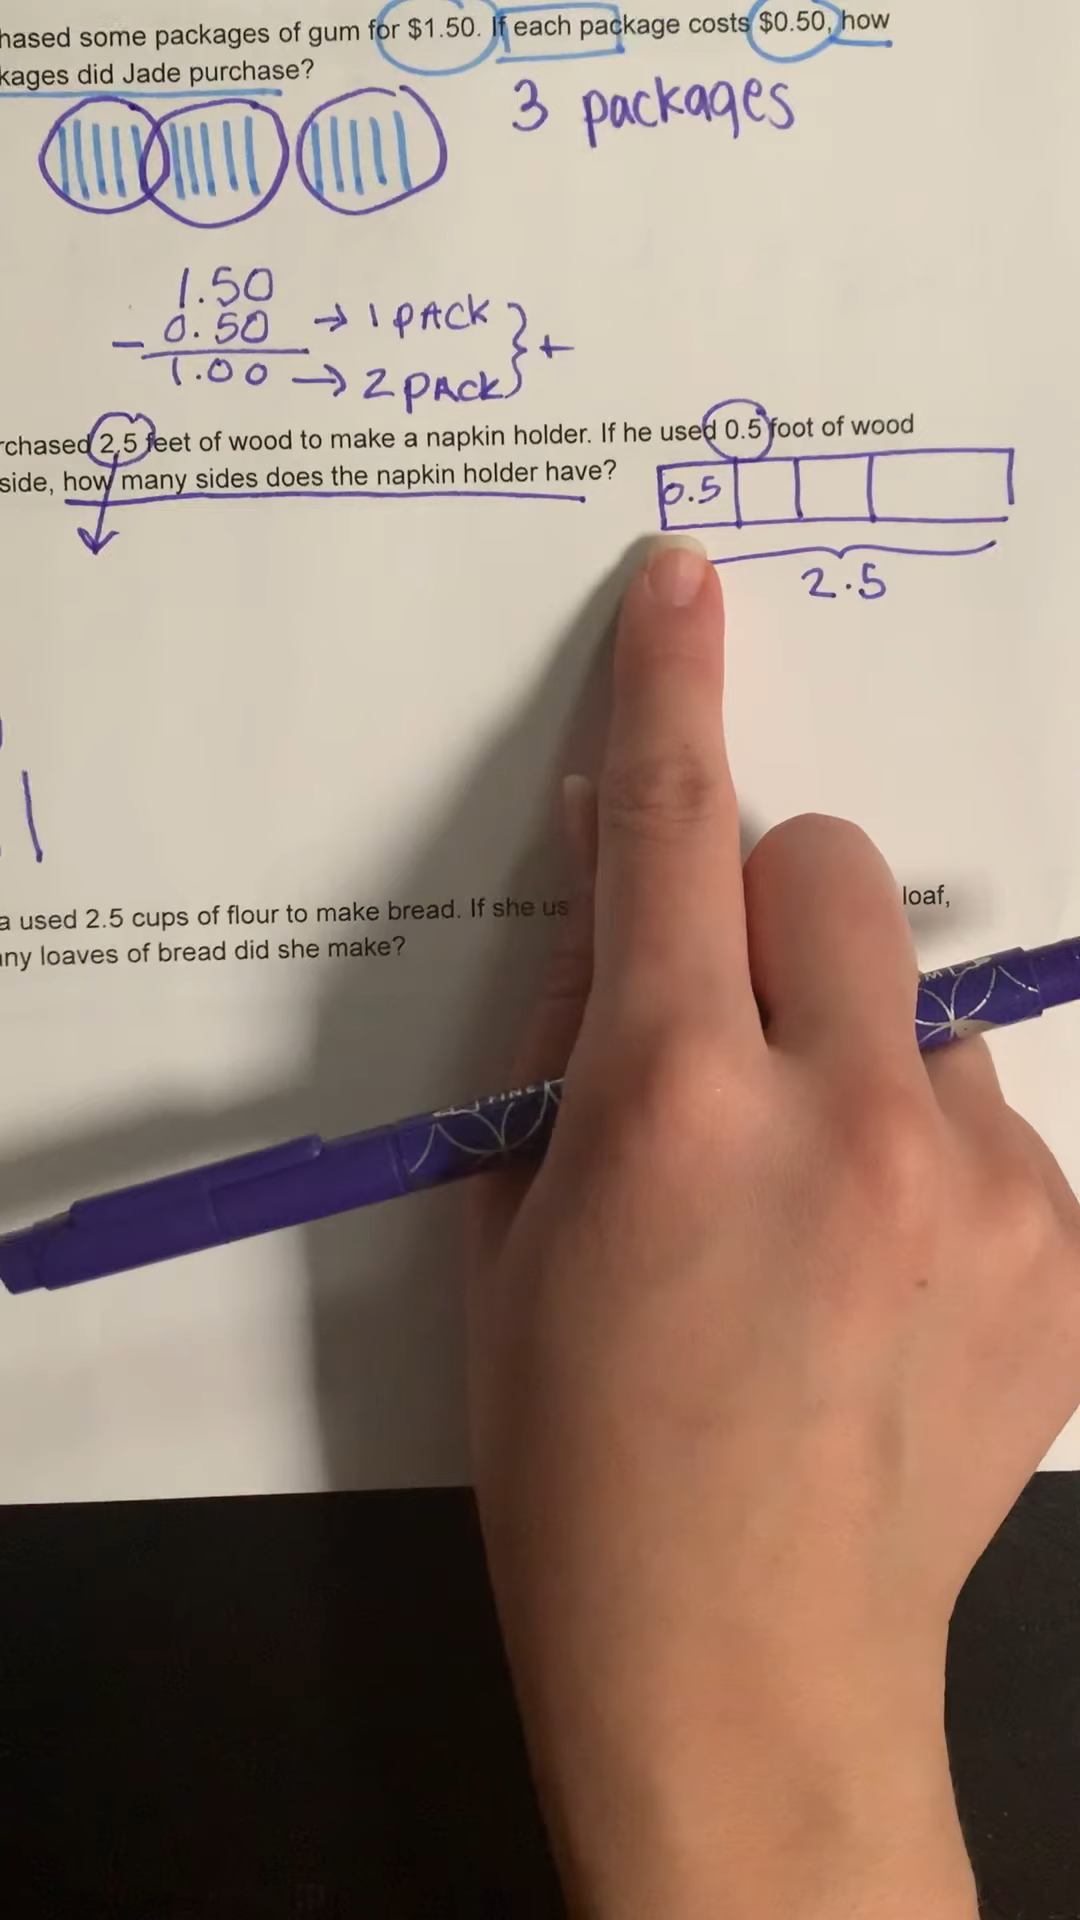 hased some packages of gum for $1.50. If each package costs $0.50, how
kages did Jade purchase?
3 packages
1.50
- 0.50 → 1 PACK
1.00 → 2 PACK } +
rchased 2.5 feet of wood to make a napkin holder. If he used 0.5 foot of wood
side, how many sides does the napkin holder have?
0.5
2.5
a used 2.5 cups of flour to make bread. If she us loaf,
any loaves of bread did she make?